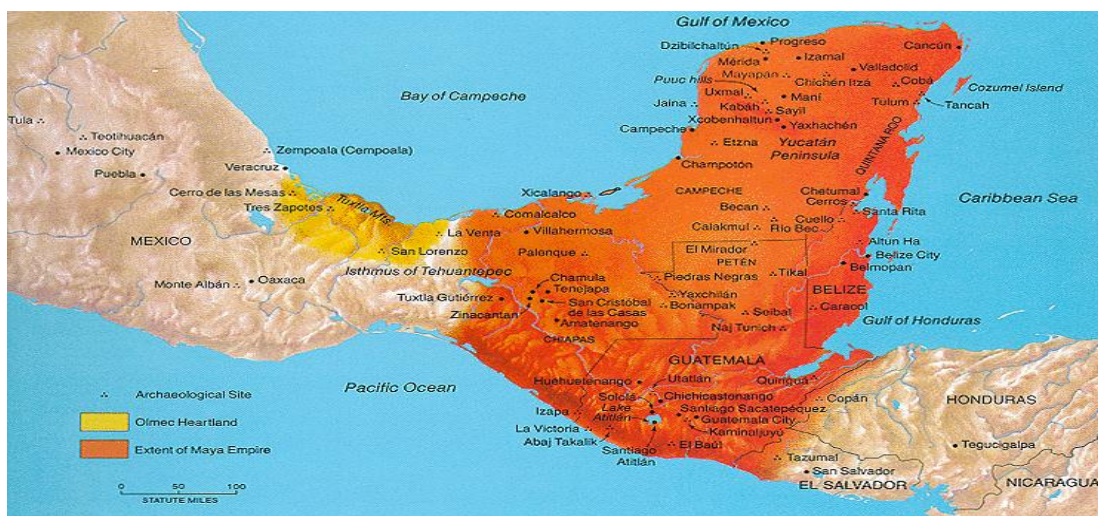 Gulf of Mexico
Progreso
Dzibilchaltún
Izamal
Cancún
Mérida
Valladolid
Mayapán
Chichén Itzá
Cobá
Puuc hills
Cozumel Island
Bay of Campeche
Uxmal
Maní
Jaina
Kabáh
Sayil
Tulum
Tancah
Tula
Xcobenhaltun
Teotihuacán
Campeche
Yaxhachén
Mexico City
Zempoala (Cempoala)
Etzna
Yucatán
Peninsula
QUINTANA ROO
Veracruz
Champotón
Puebla
Cerro de las Mesas
Xicalango
CAMPECHE
Chetumal
Caribbean Sea
Tuxtla Mts.
Cerros
Tres Zapotes
Comalcalco
Becan
Santa Rita
Cuello
La Venta
Villahermosa
Calakmul
Río Bec
MEXICO
San Lorenzo
Palenque
El Mirador
Altun Ha
PETÉN
Belize City
Isthmus of Tehuantepec
Belmopan
Oaxaca
Chamula
Piedras Negras
Tikal
Monte Albán
Tenejapa
BELIZE
Tuxtla Gutiérrez
San Cristóbal
de las Casas
Yaxchilán
Bonampak
Caracol
Zinacantan
Seibal
Amatenango
Naj Tunich
Gulf of Honduras
CHIAPAS
GUATEMALA
Pacific Ocean
Huehuetenango
Utatlán
Quiriguá
Archaeological Site
Sololá
Chichicastonango
Copán
HONDURAS
Izapa
Lake
Atitlán
Santiago Sacatepéquez
Olmec Heartland
Guatemala City
La Victoria
Kaminaljuyú
Abaj Takalik
El Baúl
Tegucigalpa
Extent of Maya Empire
Santiago
Atitlán
Tazumal
San Salvador
NICARAGUA
EL SALVADOR
0 100
STATUTE MILES